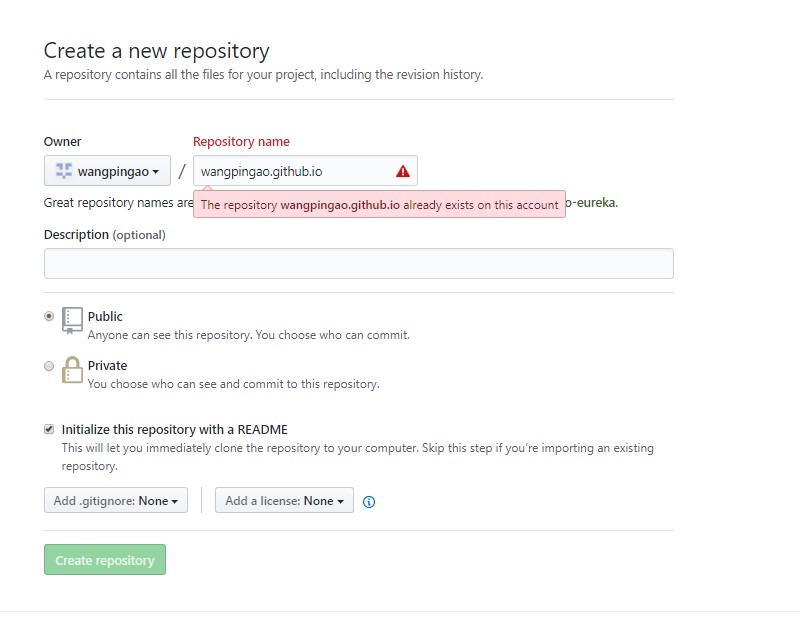 Create a new repository
A repository contains all the files for your project, including the revision history.
Owner
Repository name
wangpingao
/
wangpingao.github.io
Great repository names are
The repository wangpingao.github.io already exists on this account
o-eureka.
Description (optional)
Public
Anyone can see this repository. You choose who can commit.
Private
You choose who can see and commit to this repository.
Initialize this repository with a README
This will let you immediately clone the repository to your computer. Skip this step if you’re importing an existing
repository.
Add .gitignore: None
Add a license: None
Create repository